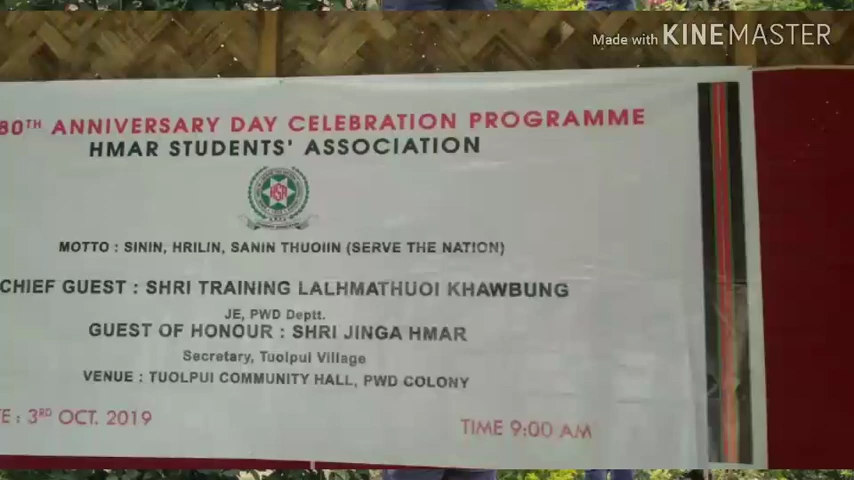 Made with KINEMASTER
80TH ANNIVERSARY DAY CELEBRATION PROGRAMME
HMAR STUDENTS' ASSOCIATION
HSA
MOTTO : SININ, HRILIN, SANIN THUOIIN (SERVE THE NATION)
CHIEF GUEST : SHRI TRAINING LALHMATHUOI KHAWBUNG
JE, PWD Deptt.
GUEST OF HONOUR : SHRI JINGA HMAR
Secretary, Tuolpui Village
VENUE : TUOLPUI COMMUNITY HALL, PWD COLONY
TE : 3RD OCT. 2019
TIME 9:00 AM